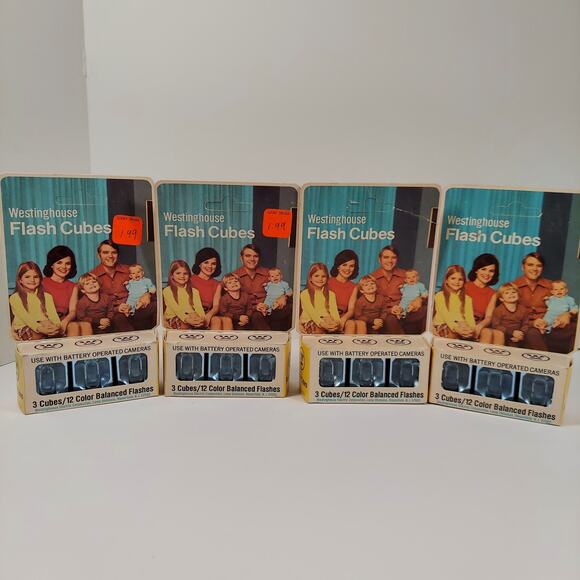 Westinghouse
Flash Cubes
1.99
USE WITH BATTERY OPERATED CAMERAS
3 Cubes/12 Color Balanced Flashes
Westinghouse
Flash Cubes
1.99
USE WITH BATTERY OPERATED CAMERAS
3 Cubes/12 Color Balanced Flashes
Westinghouse
Flash Cubes
USE WITH BATTERY OPERATED CAMERAS
3 Cubes/12 Color Balanced Flashes
Westinghouse
Flash Cubes
USE WITH BATTERY OPERATED CAMERAS
3 Cubes/12 Color Balanced Flashes